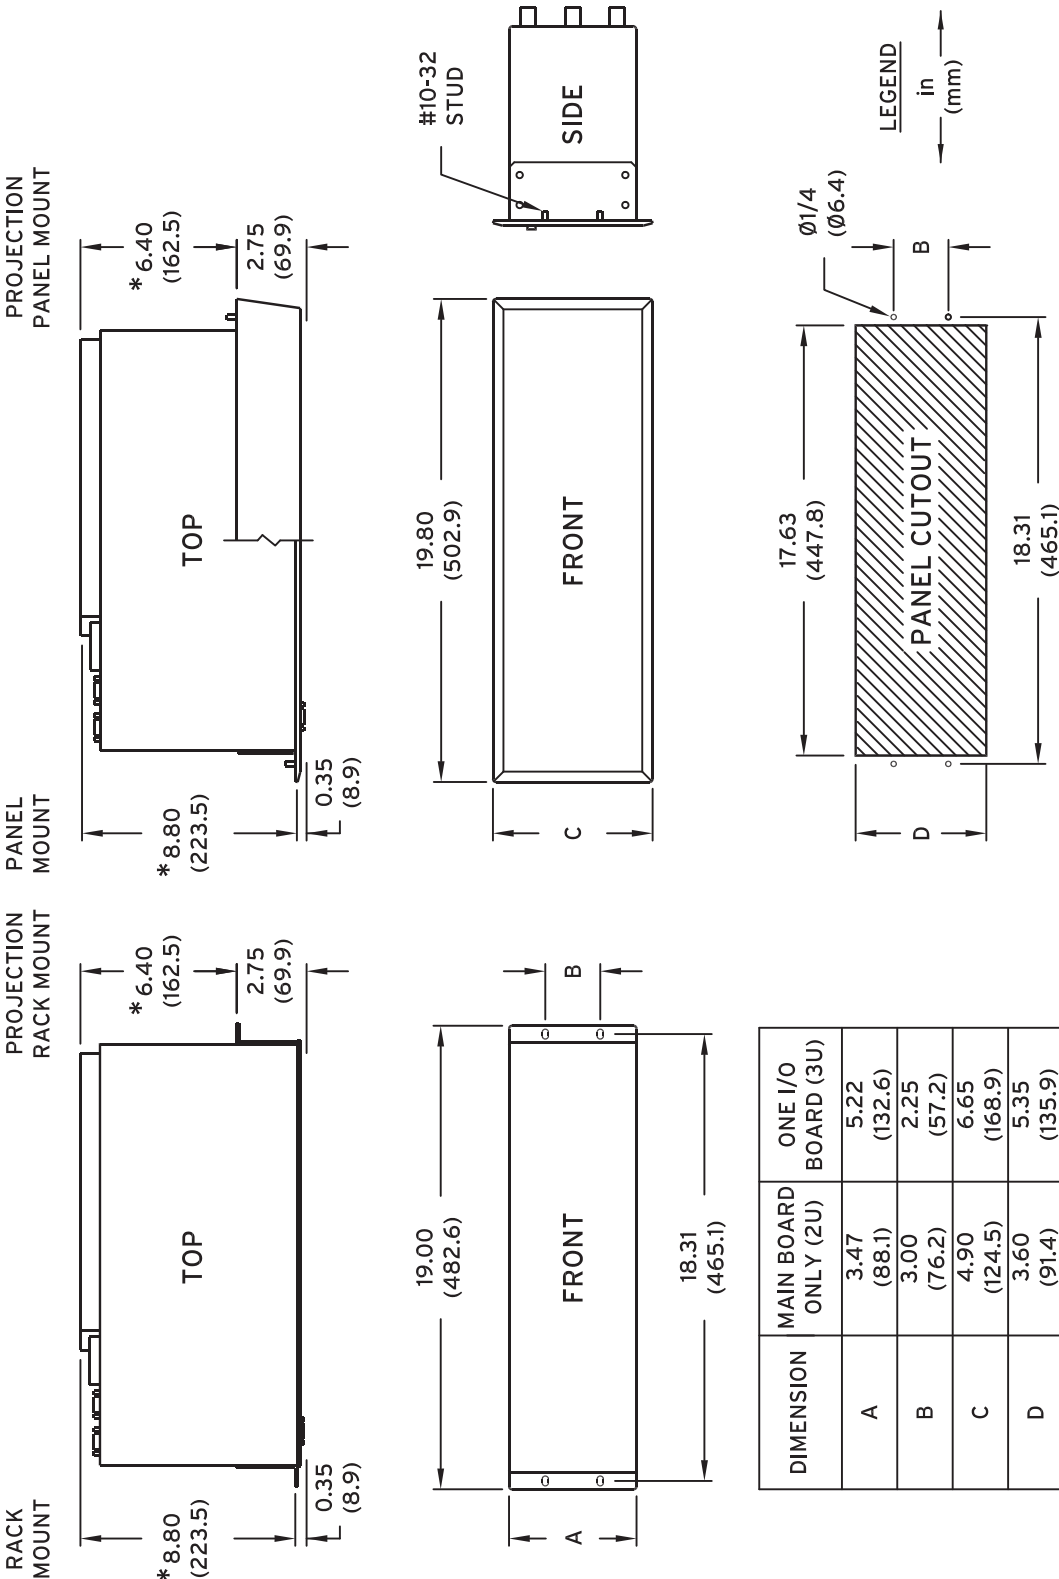 RACK
MOUNT
PROJECTION
RACK MOUNT
PANEL
MOUNT
PROJECTION
PANEL MOUNT
* 8.80
(223.5)
0.35
(8.9)
TOP
* 6.40
(162.5)
2.75
(69.9)
* 8.80
(223.5)
0.35
(8.9)
TOP
* 6.40
(162.5)
2.75
(69.9)
19.00
(482.6)
A
FRONT
B
18.31
(465.1)
19.80
(502.9)
C
FRONT
#10-32
STUD
SIDE
DIMENSION
MAIN BOARD
ONLY (2U)
ONE I/O
BOARD (3U)
A
3.47
(88.1)
5.22
(132.6)
B
3.00
(76.2)
2.25
(57.2)
C
4.90
(124.5)
6.65
(168.9)
D
3.60
(91.4)
5.35
(135.9)
17.63
(447.8)
Ø1/4
(Ø6.4)
D
PANEL CUTOUT
B
18.31
(465.1)
LEGEND
in
(mm)